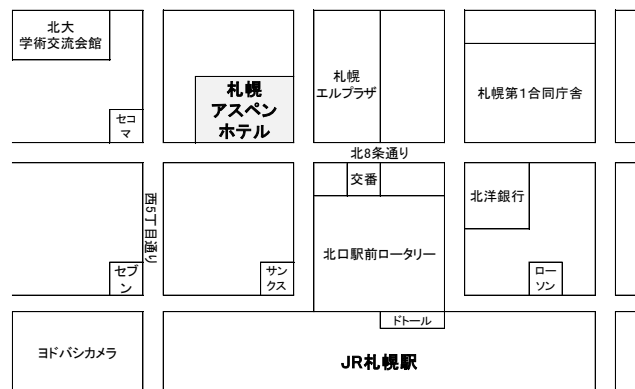 北大
学術交流会館
札幌
アスペン
ホテル
札幌
エルプラザ
札幌第1合同庁舎
セコ
マ
北8条通り
交番
北洋銀行
西5丁目通り
北口駅前ロータリー
セブ
ン
サン
クス
ロー
ソン
ドトール
ヨドバシカメラ
JR札幌駅